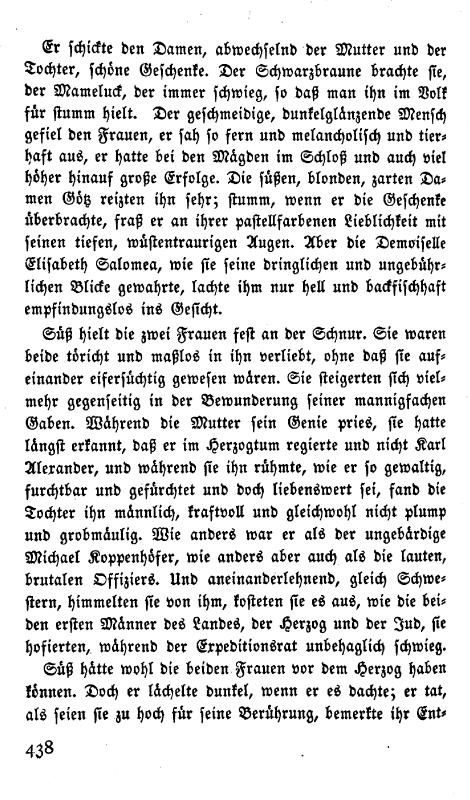 Er schickte den Damen, abwechselnd der Mutter und der
Tochter, schöne Geschenke. Der Schwarzbraune brachte sie,
der Mameluck, der immer schwieg, so daß man ihn im Volk
für stumm hielt. Der geschmeidige, dunkelglänzende Mensch
gefiel den Frauen, er sah so fern und melancholisch und tier-
haft aus, er hatte bei den Mägden im Schloß und auch viel
höher hinauf große Erfolge. Die süßen, blonden, zarten Da-
men Götz reizten ihn sehr; stumm, wenn er die Geschenke
überbrachte, fraß er an ihrer pastellfarbenen Lieblichkeit mit
seinen tiefen, wüstentraurigen Augen. Aber die Demoiselle
Elisabeth Salomea, wie sie seine dringlichen und ungebühr-
lichen Blicke gewahrte, lachte ihm nur hell und backfischhaft
empfindungslos ins Gesicht.
Süß hielt die zwei Frauen fest an der Schnur. Sie waren
beide töricht und maßlos in ihn verliebt, ohne daß sie auf-
einander eifersüchtig gewesen wären. Sie steigerten sich viel-
mehr gegenseitig in der Bewunderung seiner mannigfachen
Gaben. Während die Mutter sein Genie pries, sie hatte
längst erkannt, daß er im Herzogtum regierte und nicht Karl
Alexander, und während sie ihn rühmte, wie er so gewaltig,
furchtbar und gefürchtet und doch liebenswert sei, fand die
Tochter ihn männlich, kraftvoll und gleichwohl nicht plump
und grobmäulig. Wie anders war er als der ungebärdige
Michael Koppenhöfer, wie anders aber auch als die lauten,
brutalen Offiziers. Und aneinanderlehnend, gleich Schwe-
stern, himmelten sie von ihm, kosteten sie es aus, wie die bei-
den ersten Männer des Landes, der Herzog und der Jud, sie
hofierten, während der Expeditionsrat unbehaglich schwieg.
Süß hätte wohl die beiden Frauen vor dem Herzog haben
können. Doch er lächelte dunkel, wenn er es dachte; er tat,
als seien sie zu hoch für seine Berührung, bemerkte ihr Ent-
438